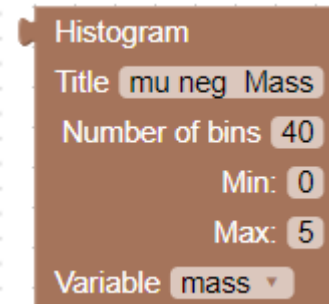 Histogram
Title mu neg Mass
Number of bins 40
Min: 0
Max: 5
Variable mass